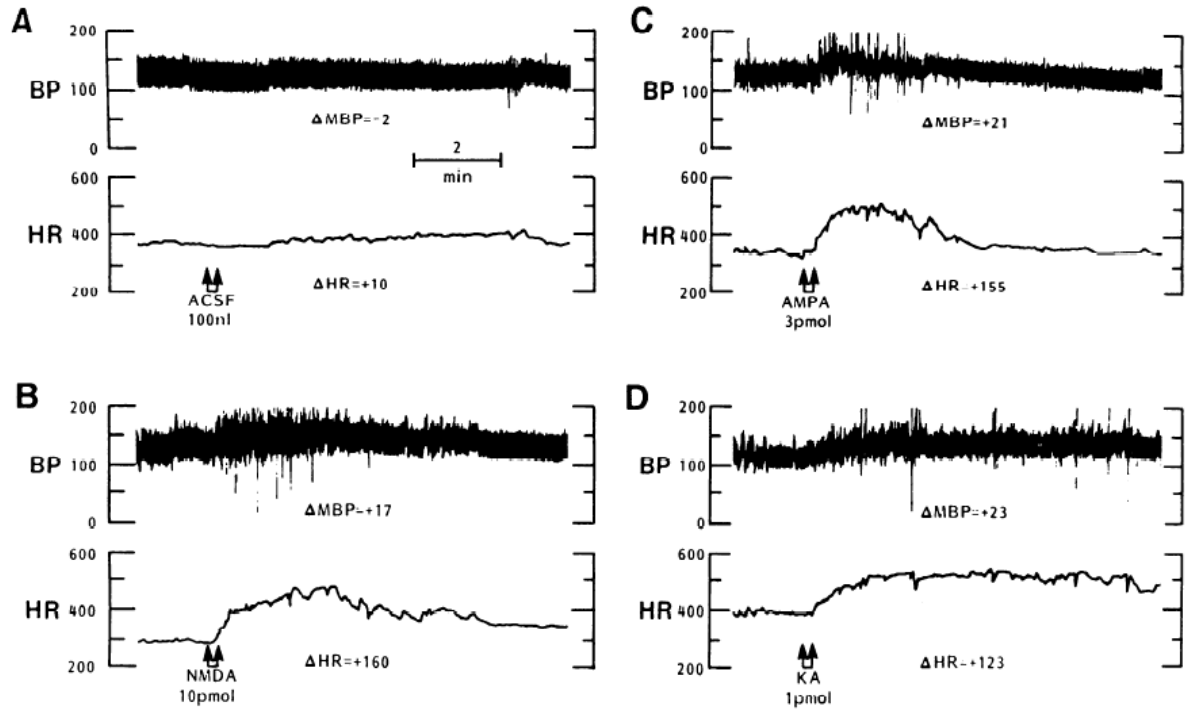 A
200
BP
100
ΔMBP=-2
0
2
min
600
HR
400
200
ΔHR=+10
ACSF
100nl
C
200
BP
100
ΔMBP=+21
0
600
HR
400
200
ΔHR=+155
AMPA
3pmol
B
200
BP
100
ΔMBP=+17
0
600
HR
400
200
ΔHR=+160
NMDA
10pmol
D
200
BP
100
ΔMBP=+23
0
600
HR
400
200
ΔHR=+123
KA
1pmol